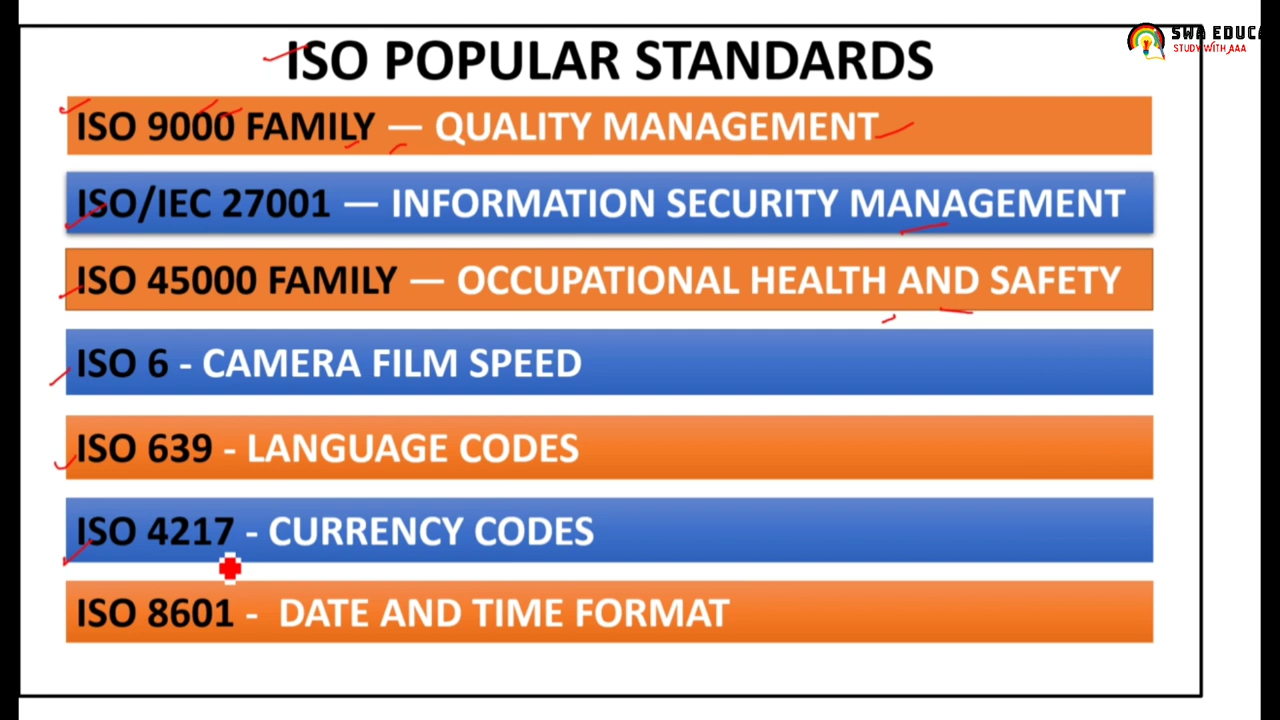 SWA EDUCA
STUDY WITH AAA
ISO POPULAR STANDARDS
ISO 9000 FAMILY — QUALITY MANAGEMENT
ISO/IEC 27001 — INFORMATION SECURITY MANAGEMENT
ISO 45000 FAMILY — OCCUPATIONAL HEALTH AND SAFETY
ISO 6 - CAMERA FILM SPEED
ISO 639 - LANGUAGE CODES
ISO 4217 - CURRENCY CODES
ISO 8601 - DATE AND TIME FORMAT